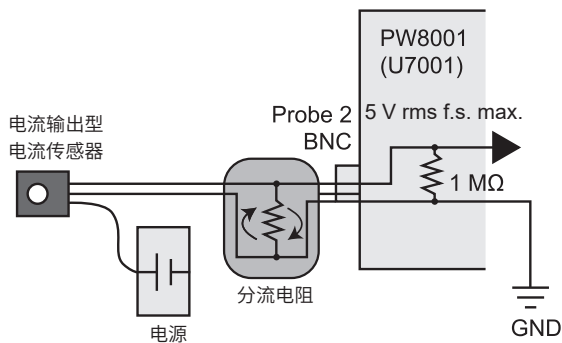 PW8001
(U7001)
Probe 2
BNC
5 V rms f.s. max.
电流输出型
电流传感器
1 MΩ
分流电阻
电源
GND